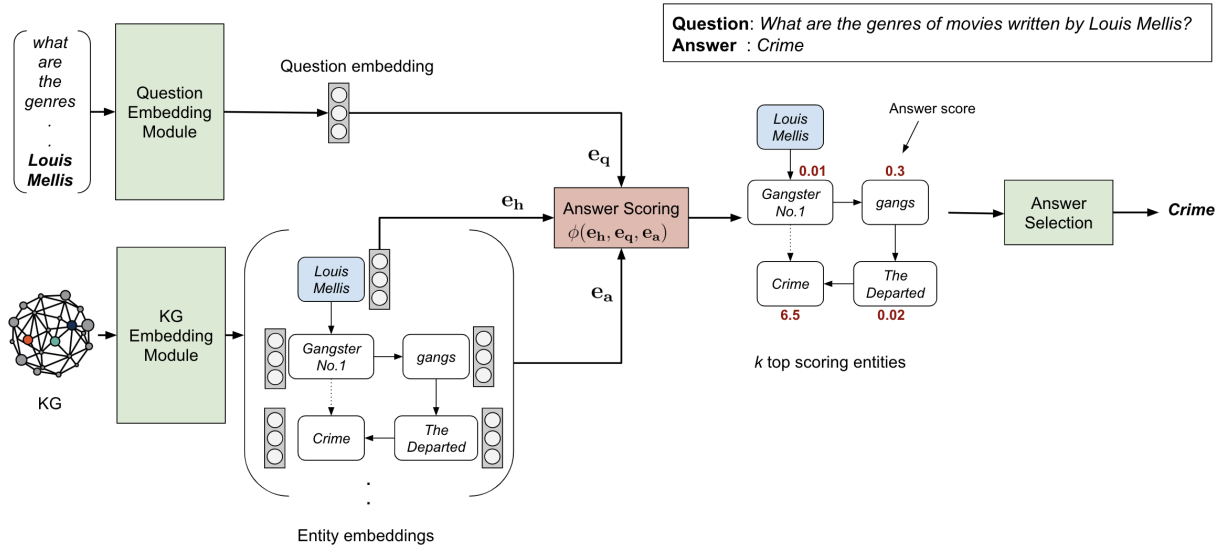 Question: What are the genres of movies written by Louis Mellis?
Answer : Crime
what
are
the
genres
.
.
Louis
Mellis
Question
Embedding
Module
Question embedding
e_q
e_h
Answer Scoring
ϕ(e_h, e_q, e_a)
e_a
KG
KG
Embedding
Module
Louis
Mellis
Gangster
No.1
gangs
Crime
The
Departed
.
.
Entity embeddings
Louis
Mellis
Answer score
0.01
0.3
Gangster
No.1
gangs
Crime
The
Departed
6.5
0.02
k top scoring entities
Answer
Selection
Crime